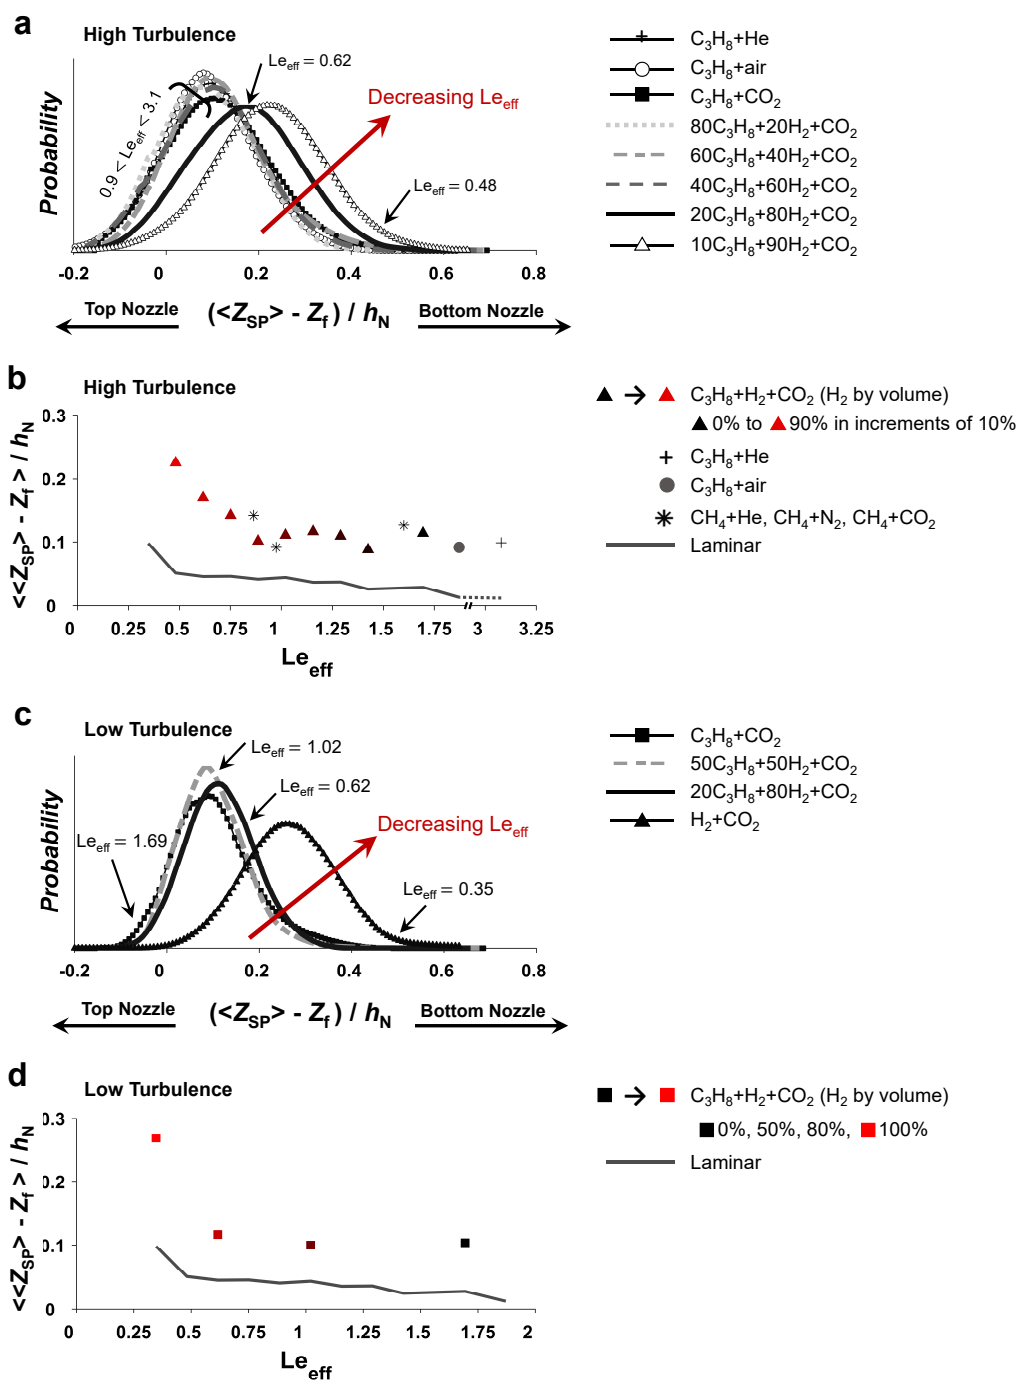 a
High Turbulence
Le_eff = 0.62
Decreasing Le_eff
0.9 < Le_eff < 3.1
Le_eff = 0.48
Probability
-0.2 0 0.2 0.4 0.6 0.8
Top Nozzle (<Z_SP> - Z_f) / h_N Bottom Nozzle
C₃H₈+He
C₃H₈+air
C₃H₈+CO₂
80C₃H₈+20H₂+CO₂
60C₃H₈+40H₂+CO₂
40C₃H₈+60H₂+CO₂
20C₃H₈+80H₂+CO₂
10C₃H₈+90H₂+CO₂
b
High Turbulence
0.3
0.2
0.1
0
<<Z_SP> - Z_f > / h_N
0 0.25 0.5 0.75 1 1.25 1.5 1.75 3 3.25
Le_eff
→ C₃H₈+H₂+CO₂ (H₂ by volume)
0% to 90% in increments of 10%
C₃H₈+He
C₃H₈+air
CH₄+He, CH₄+N₂, CH₄+CO₂
Laminar
c
Low Turbulence
Le_eff = 1.02
Le_eff = 0.62
Decreasing Le_eff
Le_eff = 1.69
Le_eff = 0.35
Probability
-0.2 0 0.2 0.4 0.6 0.8
Top Nozzle (<Z_SP> - Z_f) / h_N Bottom Nozzle
C₃H₈+CO₂
50C₃H₈+50H₂+CO₂
20C₃H₈+80H₂+CO₂
H₂+CO₂
d
Low Turbulence
0.3
0.2
0.1
0
<<Z_SP> - Z_f > / h_N
0 0.25 0.5 0.75 1 1.25 1.5 1.75 2
Le_eff
→ C₃H₈+H₂+CO₂ (H₂ by volume)
0%, 50%, 80%, 100%
Laminar